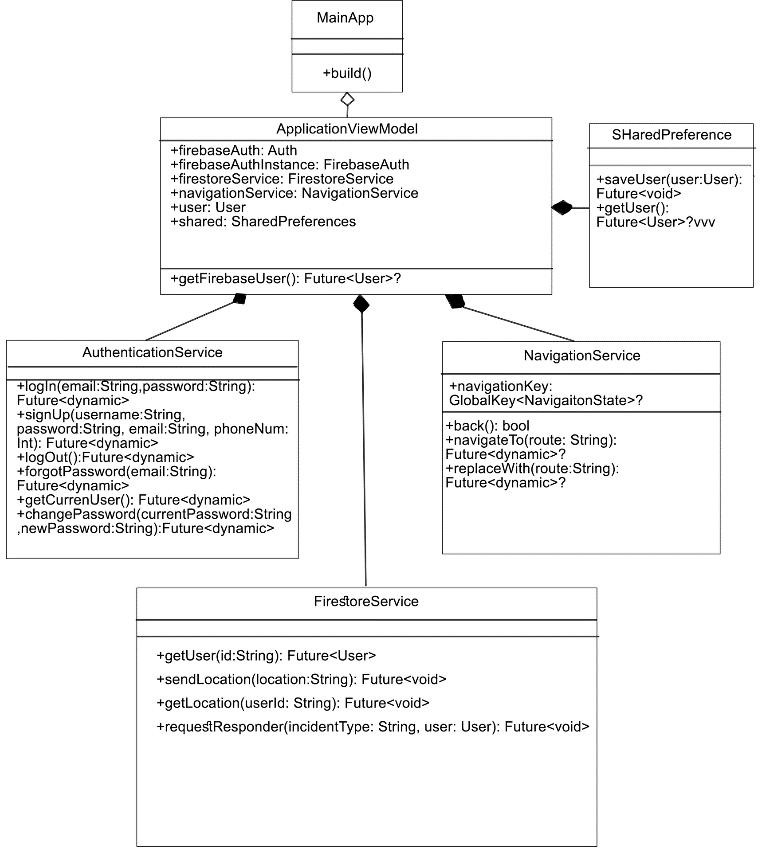 MainApp
+build()
ApplicationViewModel
+firebaseAuth: Auth
+firebaseAuthInstance: FirebaseAuth
+firestoreService: FirestoreService
+navigationService: NavigationService
+user: User
+shared: SharedPreferences
+getFirebaseUser(): Future<User>?
SHaredPreference
+saveUser(user:User):
Future<void>
+getUser():
Future<User>?vvv
AuthenticationService
+logIn(email:String,password:String):
Future<dynamic>
+signUp(username:String,
password:String, email:String, phoneNum:
Int): Future<dynamic>
+logOut():Future<dynamic>
+forgotPassword(email:String):
Future<dynamic>
+getCurrenUser(): Future<dynamic>
+changePassword(currentPassword:String
,newPassword:String):Future<dynamic>
NavigationService
+navigationKey:
GlobalKey<NavigaitonState>?
+back(): bool
+navigateTo(route: String):
Future<dynamic>?
+replaceWith(route:String):
Future<dynamic>?
FirestoreService
+getUser(id:String): Future<User>
+sendLocation(location:String): Future<void>
+getLocation(userId: String): Future<void>
+requestResponder(incidentType: String, user: User): Future<void>